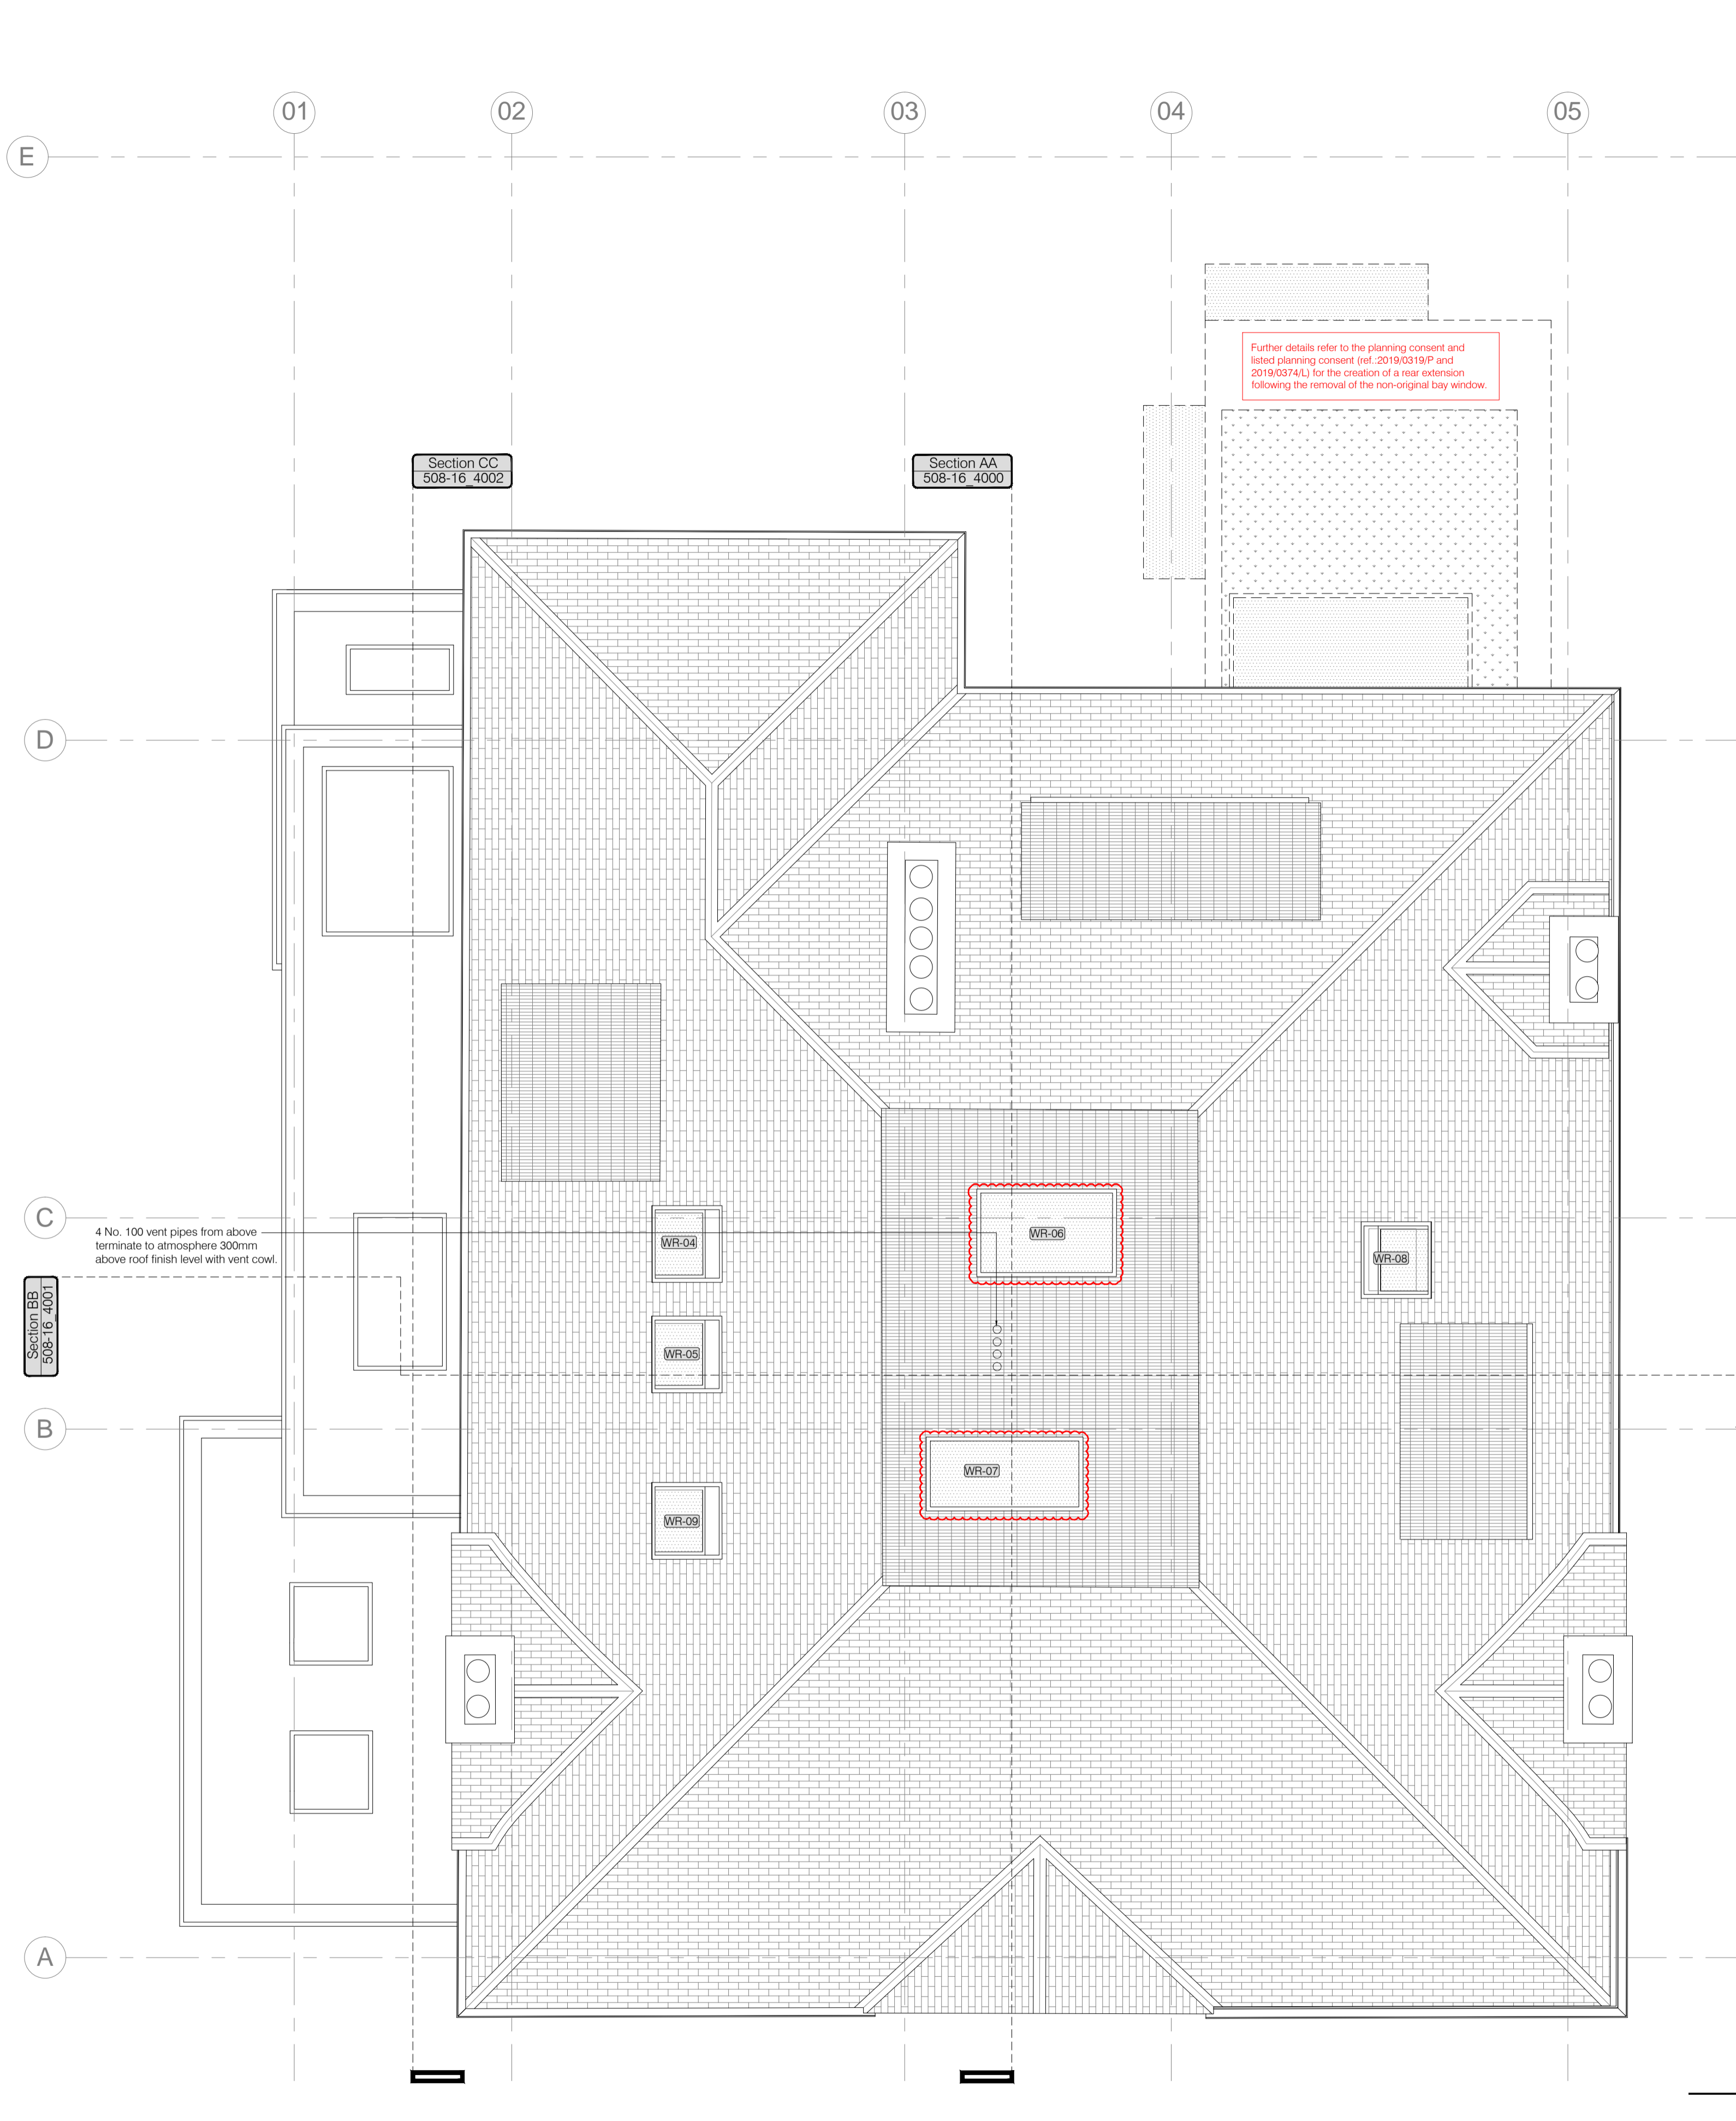 01
02
03
04
05
E
Further details refer to the planning consent and
listed planning consent (ref.:2019/0319/P and
2019/0374/L) for the creation of a rear extension
following the removal of the non-original bay window.
Section CC
508-16_4002
Section AA
508-16_4000
D
C
4 No. 100 vent pipes from above
terminate to atmosphere 300mm
above roof finish level with vent cowl.
WR-04
WR-06
WR-08
Section BB
508-16_4001
WR-05
B
WR-07
WR-09
A